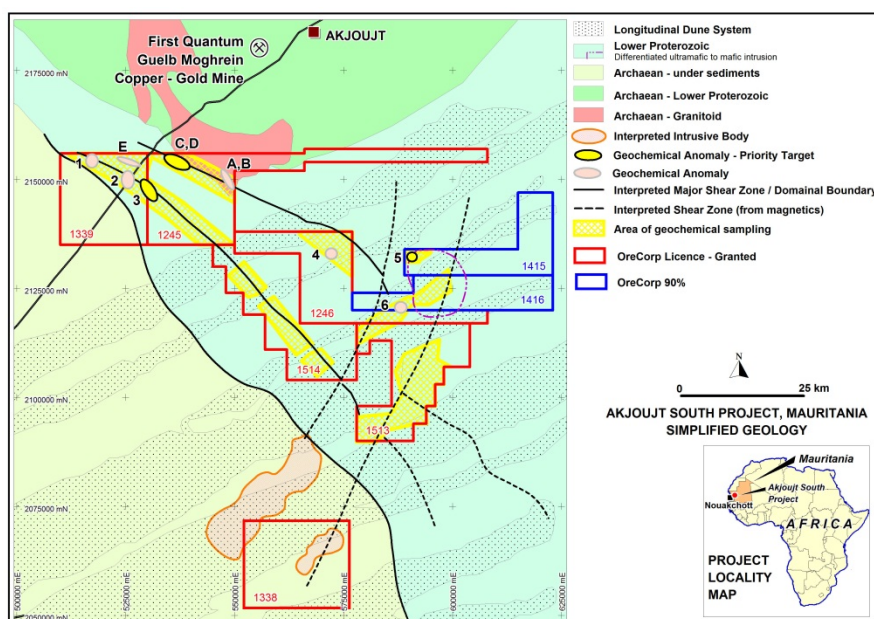 AKJOUJT
First Quantum
Guelb Moghrein
Copper - Gold Mine
2175000 mN
2150000 mN
2125000 mN
2100000 mN
2075000 mN
2050000 mN
500000 mE
525000 mE
550000 mE
575000 mE
600000 mE
625000 mE
1
E
C,D
A,B
2
3
1339
1245
4
5
1415
6
1416
1246
1514
1513
1338
Longitudinal Dune System
Lower Proterozoic
Differentiated ultramafic to mafic intrusion
Archaean - under sediments
Archaean - Lower Proterozoic
Archaean - Granitoid
Interpreted Intrusive Body
Geochemical Anomaly - Priority Target
Geochemical Anomaly
Interpreted Major Shear Zone / Domainal Boundary
Interpreted Shear Zone (from magnetics)
Area of geochemical sampling
OreCorp Licence - Granted
OreCorp 90%
N
0 25 km
AKJOUJT SOUTH PROJECT, MAURITANIA
SIMPLIFIED GEOLOGY
Mauritania
Akjoujt South
Project
Nouakchott
AFRICA
PROJECT
LOCALITY
MAP